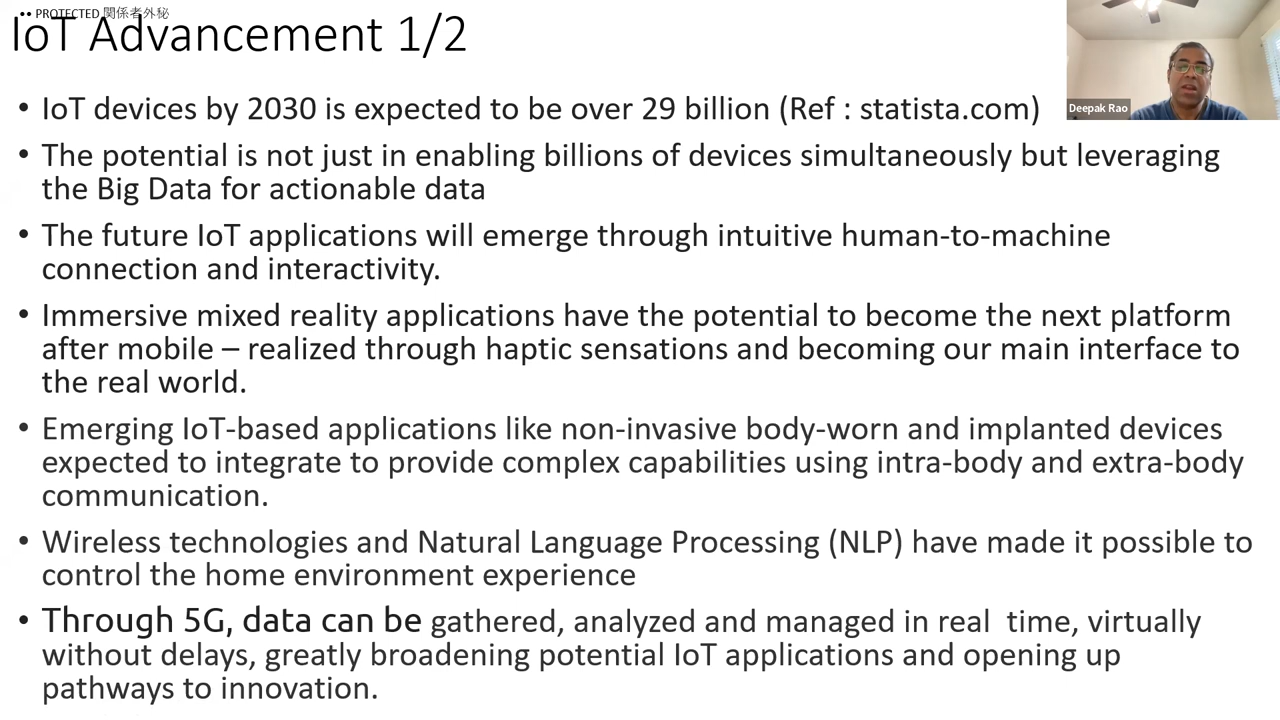 •• PROTECTED 関係者外秘
IoT Advancement 1/2
Deepak Rao
• IoT devices by 2030 is expected to be over 29 billion (Ref : statista.com)
• The potential is not just in enabling billions of devices simultaneously but leveraging
the Big Data for actionable data
• The future IoT applications will emerge through intuitive human-to-machine
connection and interactivity.
• Immersive mixed reality applications have the potential to become the next platform
after mobile – realized through haptic sensations and becoming our main interface to
the real world.
• Emerging IoT-based applications like non-invasive body-worn and implanted devices
expected to integrate to provide complex capabilities using intra-body and extra-body
communication.
• Wireless technologies and Natural Language Processing (NLP) have made it possible to
control the home environment experience
• Through 5G, data can be gathered, analyzed and managed in real  time, virtually
without delays, greatly broadening potential IoT applications and opening up
pathways to innovation.